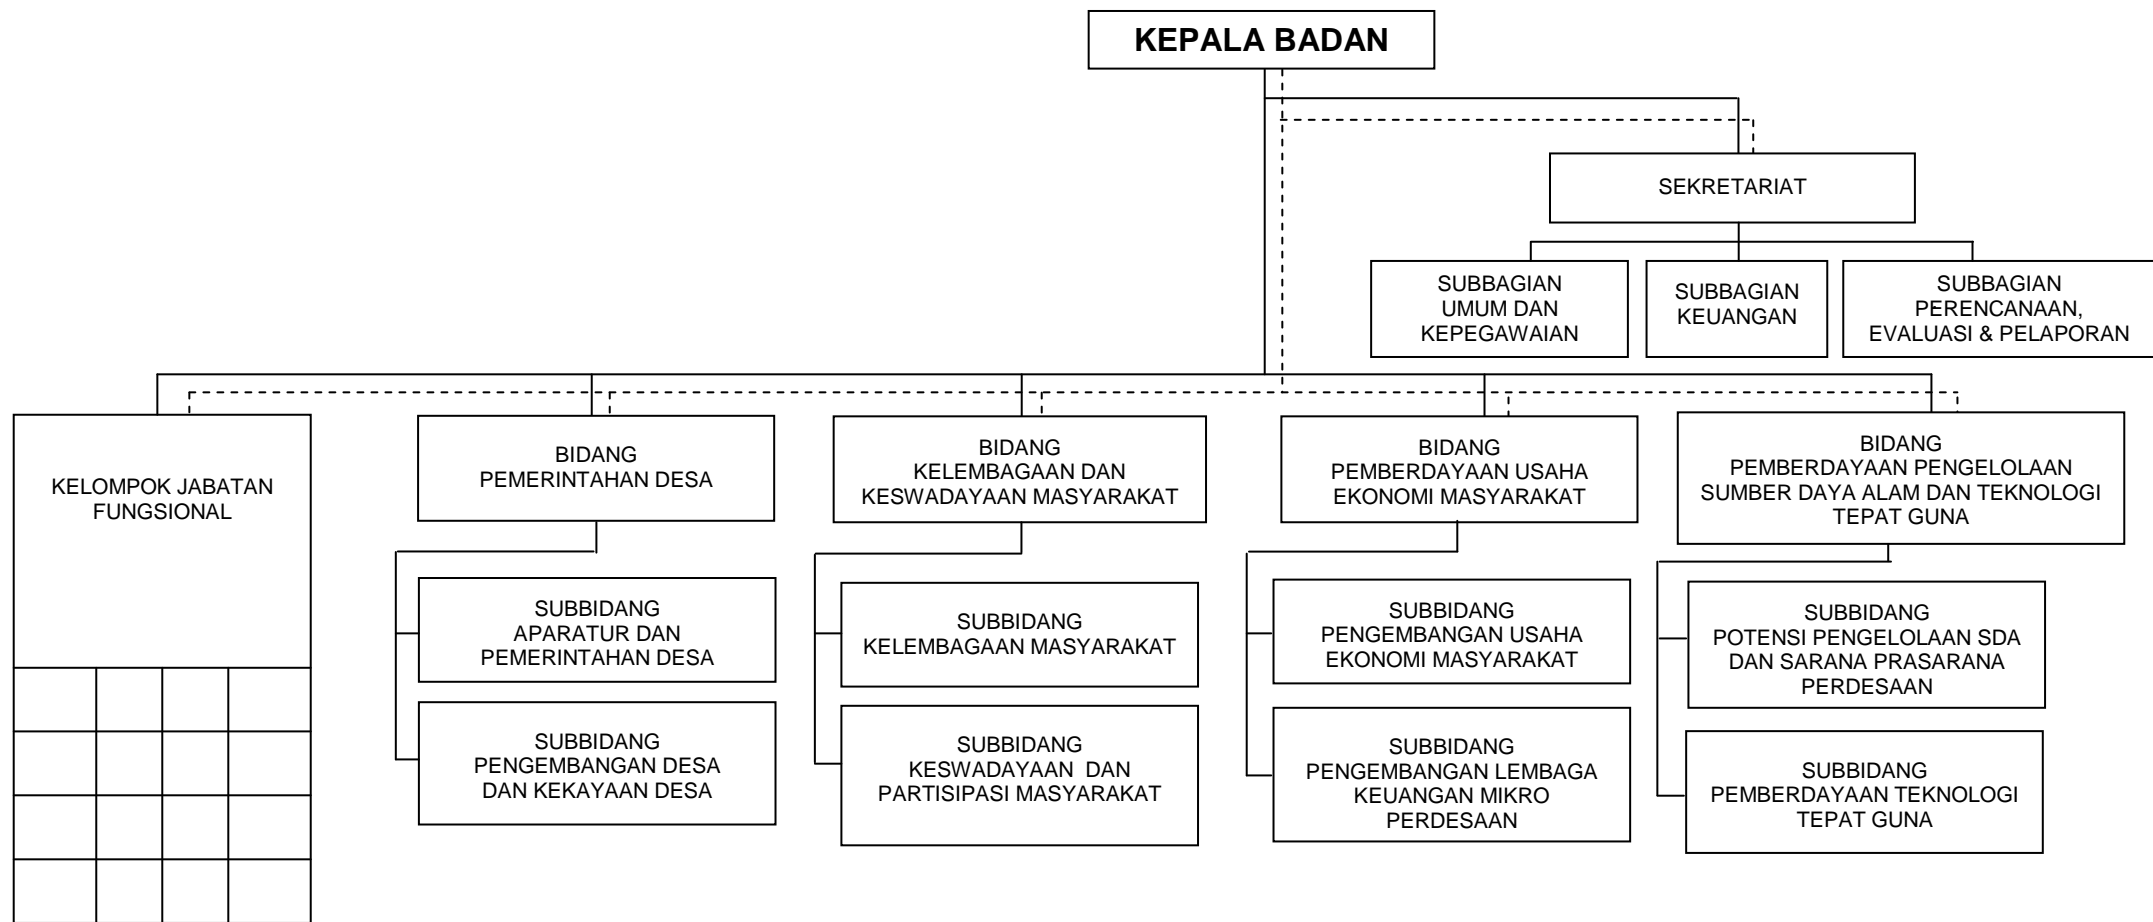 KEPALA BADAN
SEKRETARIAT
SUBBAGIAN
UMUM DAN
KEPEGAWAIAN
SUBBAGIAN
KEUANGAN
SUBBAGIAN
PERENCANAAN,
EVALUASI & PELAPORAN
KELOMPOK JABATAN
FUNGSIONAL
BIDANG
PEMERINTAHAN DESA
BIDANG
KELEMBAGAAN DAN
KESWADAYAAN MASYARAKAT
BIDANG
PEMBERDAYAAN USAHA
EKONOMI MASYARAKAT
BIDANG
PEMBERDAYAAN PENGELOLAAN
SUMBER DAYA ALAM DAN TEKNOLOGI
TEPAT GUNA
SUBBIDANG
APARATUR DAN
PEMERINTAHAN DESA
SUBBIDANG
KELEMBAGAAN MASYARAKAT
SUBBIDANG
PENGEMBANGAN USAHA
EKONOMI MASYARAKAT
SUBBIDANG
POTENSI PENGELOLAAN SDA
DAN SARANA PRASARANA
PERDESAAN
SUBBIDANG
PENGEMBANGAN DESA
DAN KEKAYAAN DESA
SUBBIDANG
KESWADAYAAN DAN
PARTISIPASI MASYARAKAT
SUBBIDANG
PENGEMBANGAN LEMBAGA
KEUANGAN MIKRO
PERDESAAN
SUBBIDANG
PEMBERDAYAAN TEKNOLOGI
TEPAT GUNA